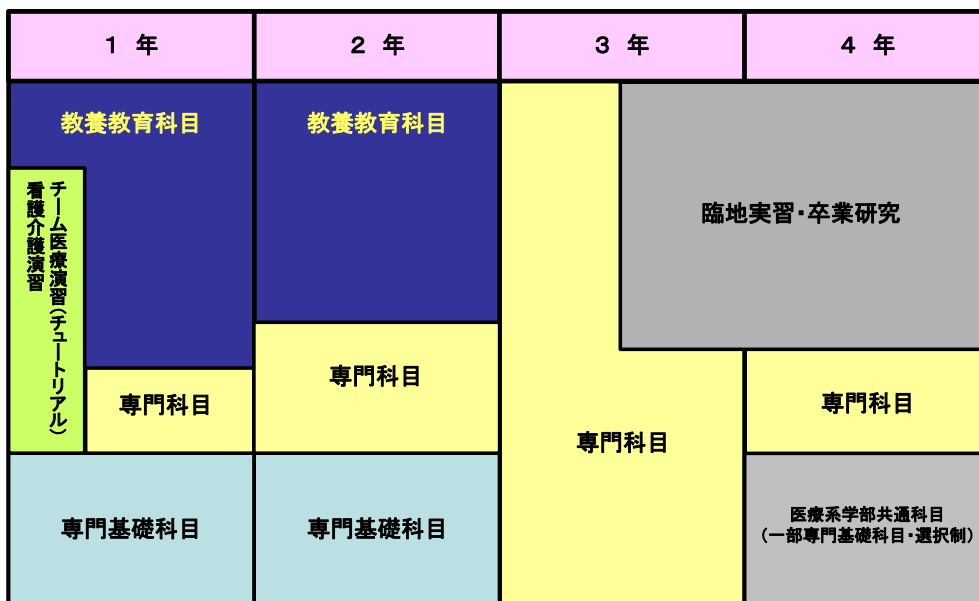 1 年
2 年
3 年
4 年
教養教育科目
教養教育科目
チーム医療演習(チュートリアル)
看護介護演習
臨地実習・卒業研究
専門科目
専門科目
専門科目
専門科目
専門基礎科目
専門基礎科目
医療系学部共通科目
(一部専門基礎科目・選択制)